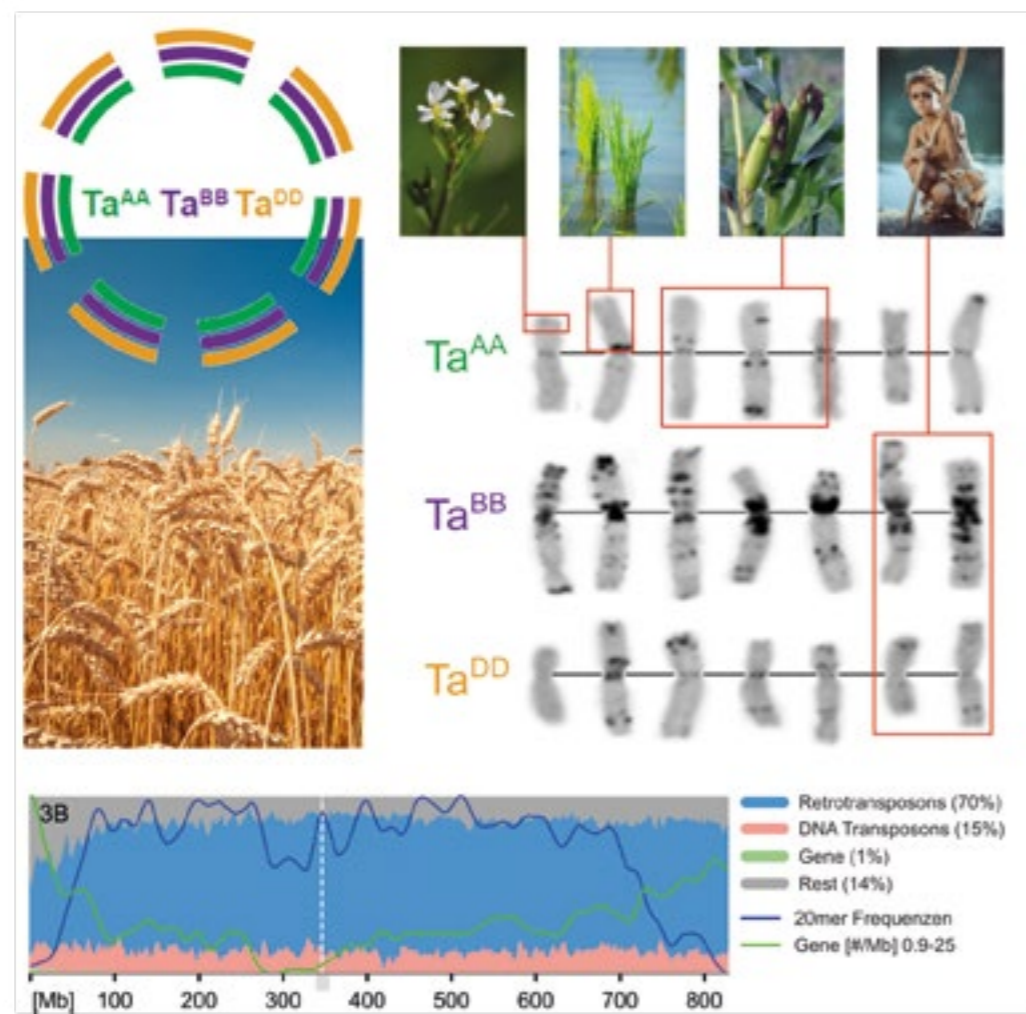 Ta^AA Ta^BB Ta^DD
Ta^AA
Ta^BB
Ta^DD
3B
Retrotransposons (70%)
DNA Transposons (15%)
Gene (1%)
Rest (14%)
20mer Frequenzen
Gene [#/Mb] 0.9-25
[Mb] 100 200 300 400 500 600 700 800